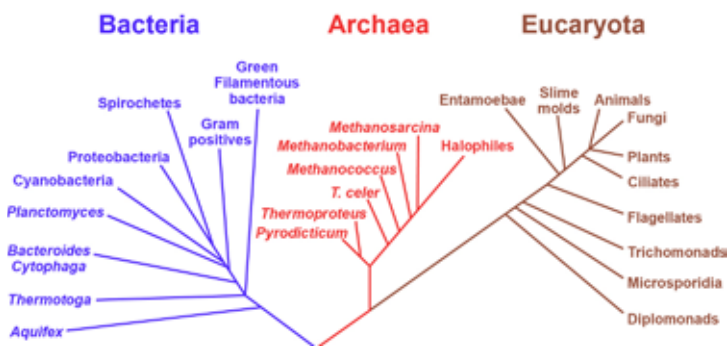 Bacteria
Archaea
Eucaryota
Green
Filamentous
bacteria
Spirochetes
Gram
positives
Proteobacteria
Cyanobacteria
Planctomyces
Bacteroides
Cytophaga
Thermotoga
Aquifex
Methanosarcina
Methanobacterium
Halophiles
Methanococcus
T. celer
Thermoproteus
Pyrodicticum
Entamoebae
Slime
molds
Animals
Fungi
Plants
Ciliates
Flagellates
Trichomonads
Microsporidia
Diplomonads